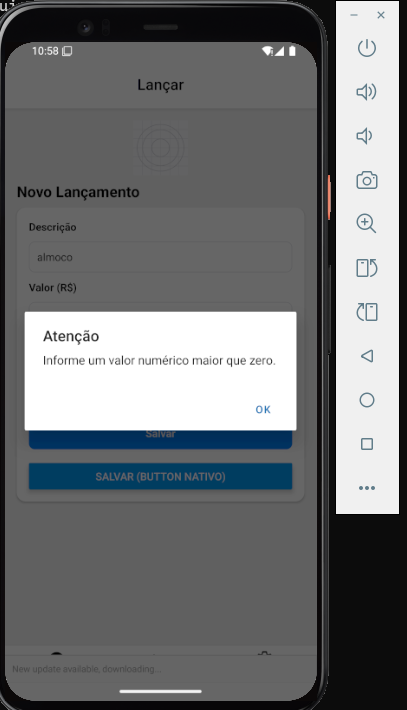 10:58
Lançar
Novo Lançamento
Descrição
almoco
Valor (R$)
Atenção
Informe um valor numérico maior que zero.
OK
Salvar
SALVAR (BUTTON NATIVO)
New update available, downloading...